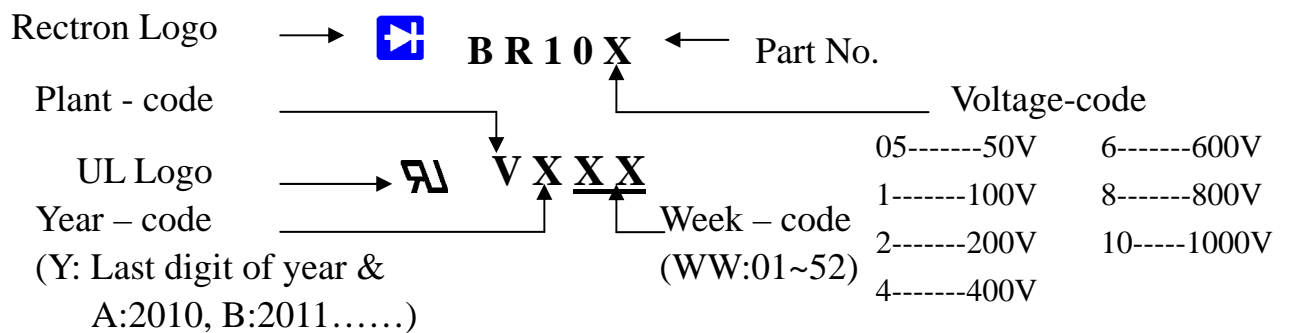 Rectron Logo BR10X Part No.
Plant - code Voltage-code
05-------50V 6-------600V
UL Logo VXXX
1-------100V 8-------800V
Year – code Week – code
2-------200V 10-----1000V
(Y: Last digit of year & (WW:01~52)
4-------400V
A:2010, B:2011……)